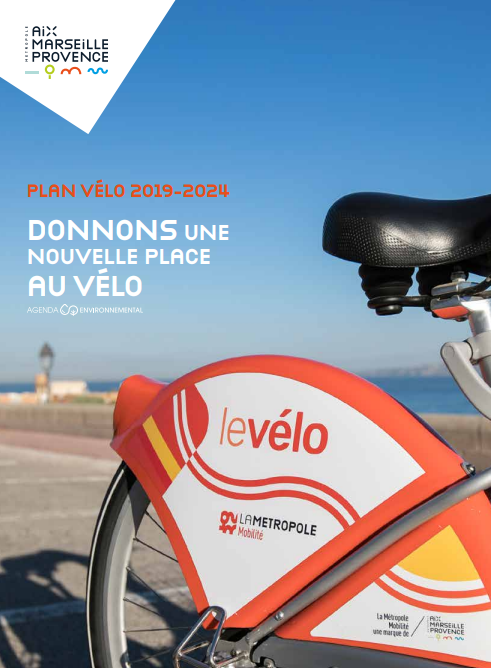 MÉTROPOLE
AIX
MARSEILLE
PROVENCE
PLAN VÉLO 2019-2024
DONNONS UNE
NOUVELLE PLACE
AU VÉLO
AGENDA ENVIRONNEMENTAL
levélo
LAMETROPOLE
Mobilité
La Métropole
Mobilité
une marque de
AIX
MARSEILLE
PROVENCE